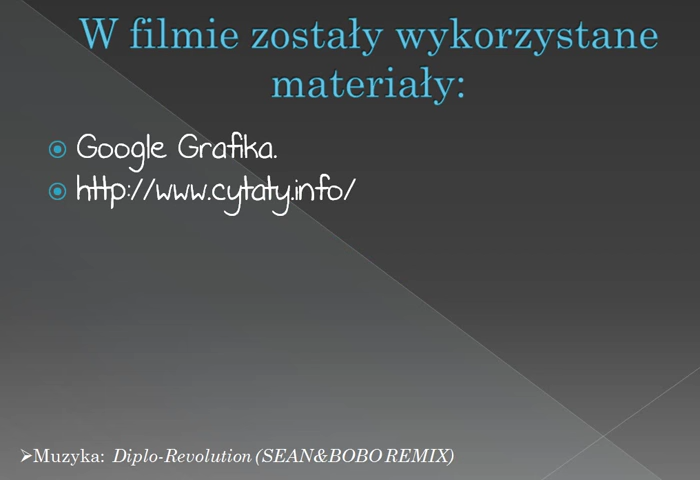 W filmie zostały wykorzystane
materiały:
Google Grafika.
http://www.cytaty.info/
Muzyka: Diplo-Revolution (SEAN&BOBO REMIX)